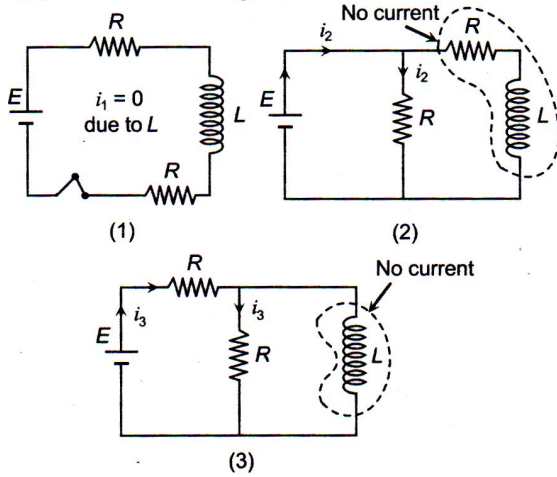 R
E
i₁ = 0
due to L
L
R
(1)
No current
R
i₂
i₂
E
R
L
(2)
No current
R
i₃
i₃
E
R
L
(3)